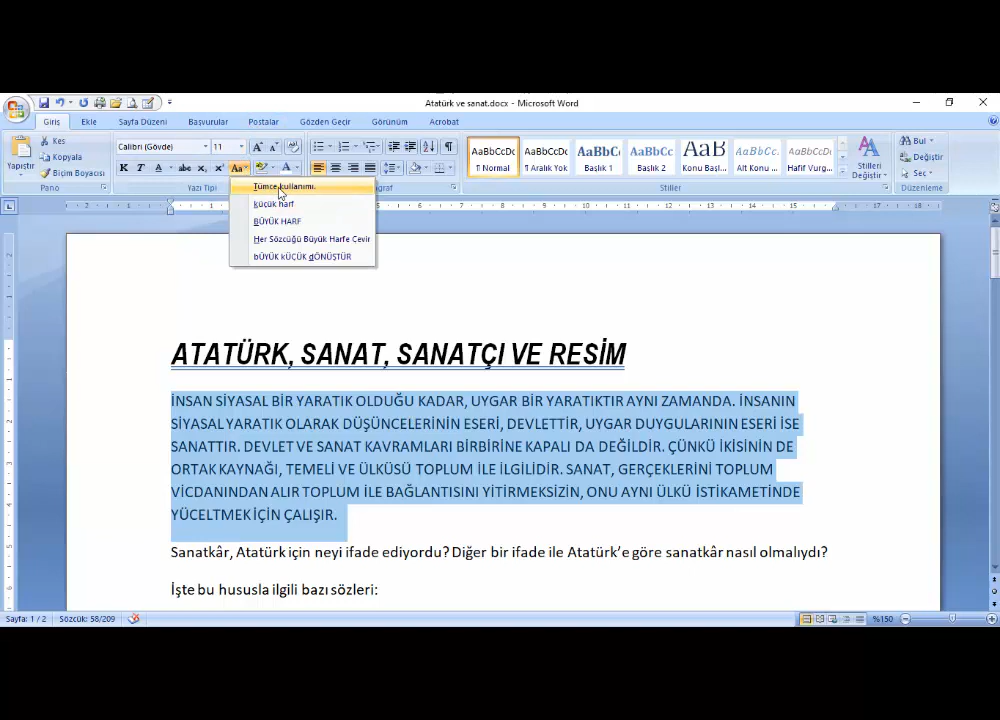 Atatürk ve sanat.docx - Microsoft Word
Giriş Ekle Sayfa Düzeni Başvurular Postalar Gözden Geçir Görünüm Acrobat
Yapıştır
Kes
Kopyala
Biçim Boyacısı
Pano
Calibri (Gövde) 11
K T A abc x₂ x² Aa
Yazı Tipi
Paragraf
AaBbCcDc AaBbCcDc AaBbC AaBbCc AaB AaBbCc. AaBbCcDc
¶ Normal ¶ Aralık Yok Başlık 1 Başlık 2 Konu Başl... Alt Konu ... Hafif Vurg...
Stiller
Stilleri Değiştir
Bul
Değiştir
Seç
Düzenleme
Tümce kullanımı.
küçük harf
BÜYÜK HARF
Her Sözcüğü Büyük Harfe Çevir
bÜYÜK kÜÇÜK dÖNÜŞTÜR
ATATÜRK, SANAT, SANATÇI VE RESİM
İNSAN SİYASAL BİR YARATIK OLDUĞU KADAR, UYGAR BİR YARATIKTIR AYNI ZAMANDA. İNSANIN
SİYASAL YARATIK OLARAK DÜŞÜNCELERİNİN ESERİ, DEVLETTİR, UYGAR DUYGULARININ ESERİ İSE
SANATTIR. DEVLET VE SANAT KAVRAMLARI BİRBİRİNE KAPALI DA DEĞİLDİR. ÇÜNKÜ İKİSİNİN DE
ORTAK KAYNAĞI, TEMELİ VE ÜLKÜSÜ TOPLUM İLE İLGİLİDİR. SANAT, GERÇEKLERİNİ TOPLUM
VİCDANINDAN ALIR TOPLUM İLE BAĞLANTISINI YİTİRMEKSİZİN, ONU AYNI ÜLKÜ İSTİKAMETİNDE
YÜCELTMEK İÇİN ÇALIŞIR.
Sanatkâr, Atatürk için neyi ifade ediyordu? Diğer bir ifade ile Atatürk’e göre sanatkâr nasıl olmalıydı?
İşte bu hususla ilgili bazı sözleri:
Sayfa: 1 / 2 Sözcük: 58/209 %150